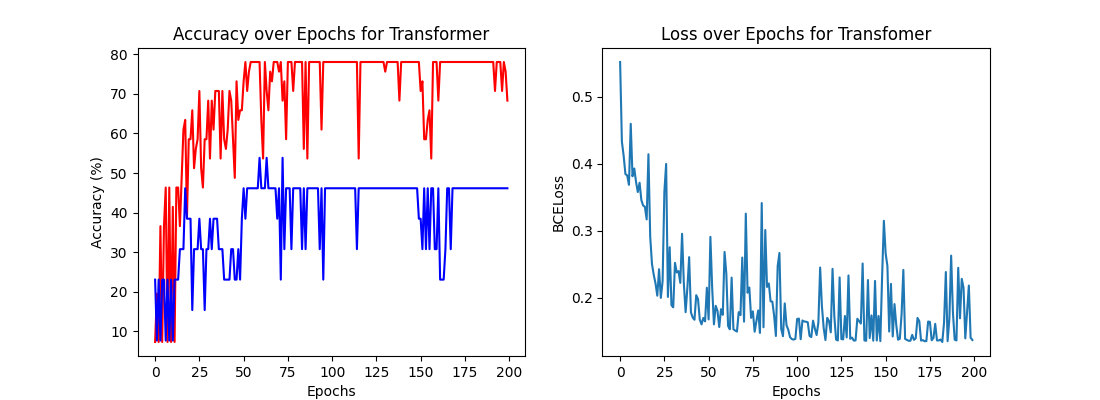 Accuracy over Epochs for Transformer
80
70
60
50
40
30
20
10
Accuracy (%)
0 25 50 75 100 125 150 175 200
Epochs
Loss over Epochs for Transfomer
0.5
0.4
0.3
0.2
BCELoss
0 25 50 75 100 125 150 175 200
Epochs